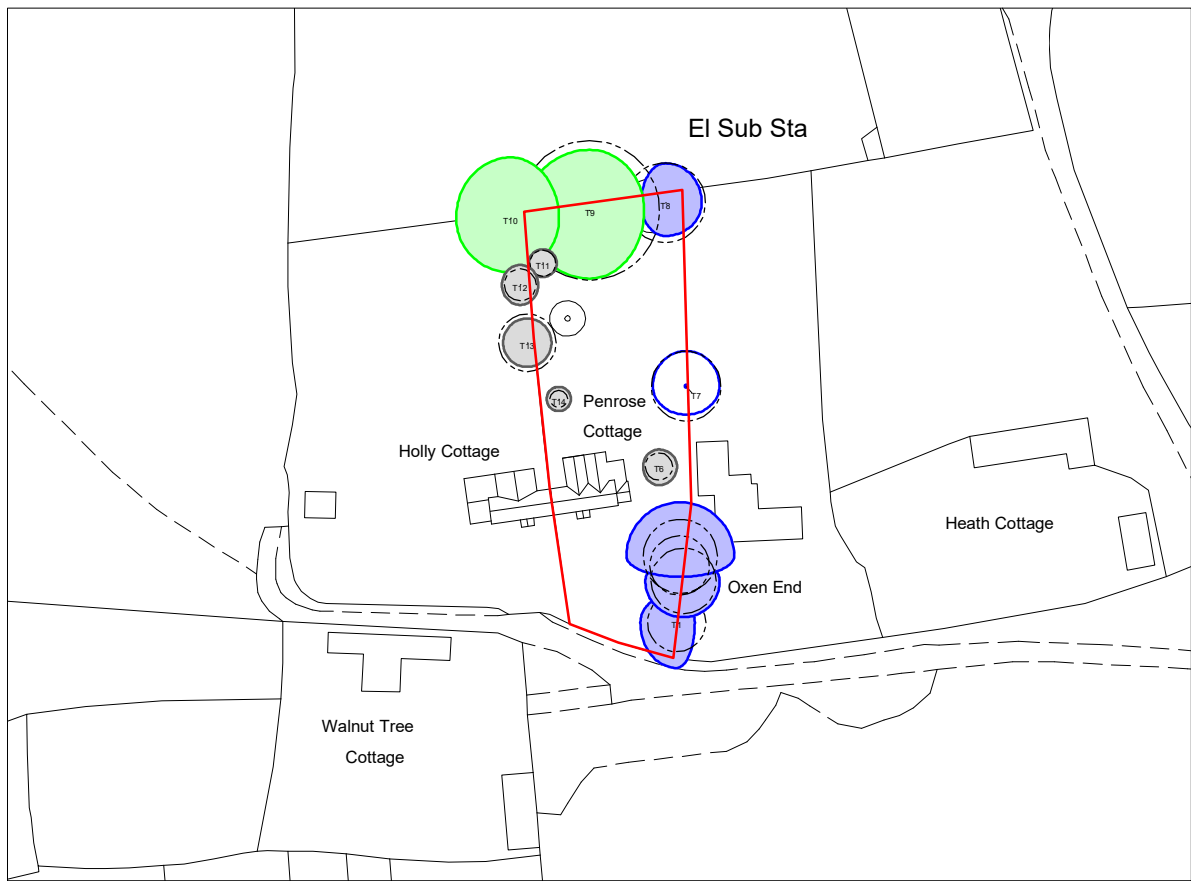 El Sub Sta
T8
T9
T10
T11
T12
T13
T7
T14
Penrose
Cottage
Holly Cottage
T6
Heath Cottage
Oxen End
T1
Walnut Tree
Cottage